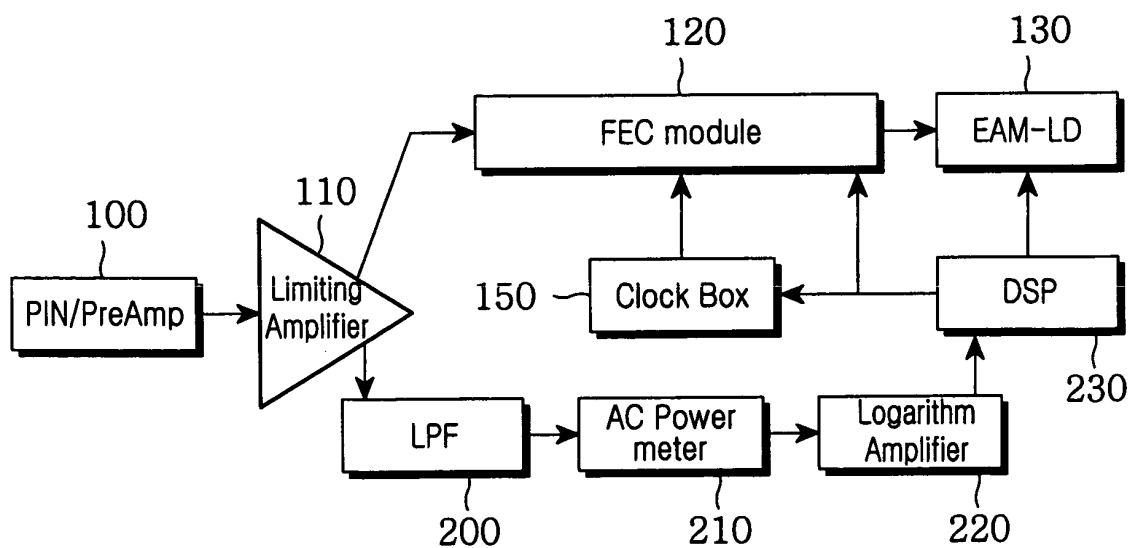 120
130
FEC module
EAM-LD
110
100
Limiting
Amplifier
PIN/PreAmp
150
Clock Box
DSP
230
LPF
AC Power
meter
Logarithm
Amplifier
200
210
220